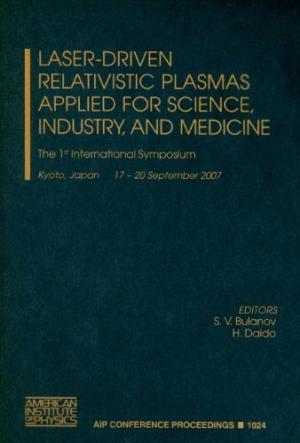 LASER-DRIVEN
RELATIVISTIC PLASMAS
APPLIED FOR SCIENCE,
INDUSTRY, AND MEDICINE
The 1st International Symposium
Kyoto, Japan 17 – 20 September 2007
EDITORS
S. V. Bulanov
H. Daido
AMERICAN
INSTITUTE
OF PHYSICS
AIP CONFERENCE PROCEEDINGS ■ 1024